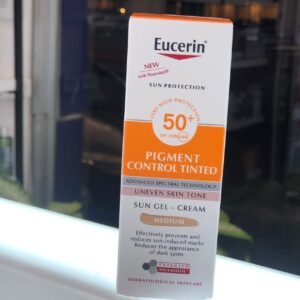 Eucerin®
NEW
with Thiamidol®
SUN PROTECTION
VERY HIGH PROTECTION
50+
PIGMENT
CONTROL TINTED
ADVANCED SPECTRAL TECHNOLOGY
UNEVEN SKIN TONE
SUN GEL - CREAM
MEDIUM
Effectively prevents and
reduces sun-induced marks
Reduces the appearance
of dark spots
PATENTED
THIAMIDOL
DERMATOLOGICAL SKINCARE